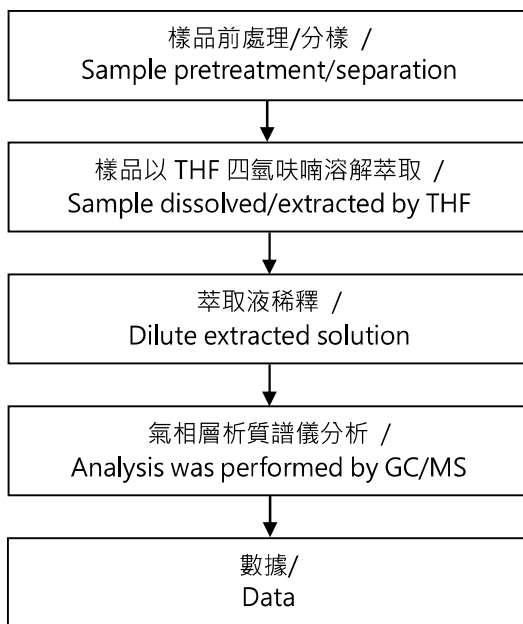 樣品前處理/分樣 /
Sample pretreatment/separation
樣品以 THF 四氫呋喃溶解萃取 /
Sample dissolved/extracted by THF
萃取液稀釋 /
Dilute extracted solution
氣相層析質譜儀分析 /
Analysis was performed by GC/MS
數據/
Data